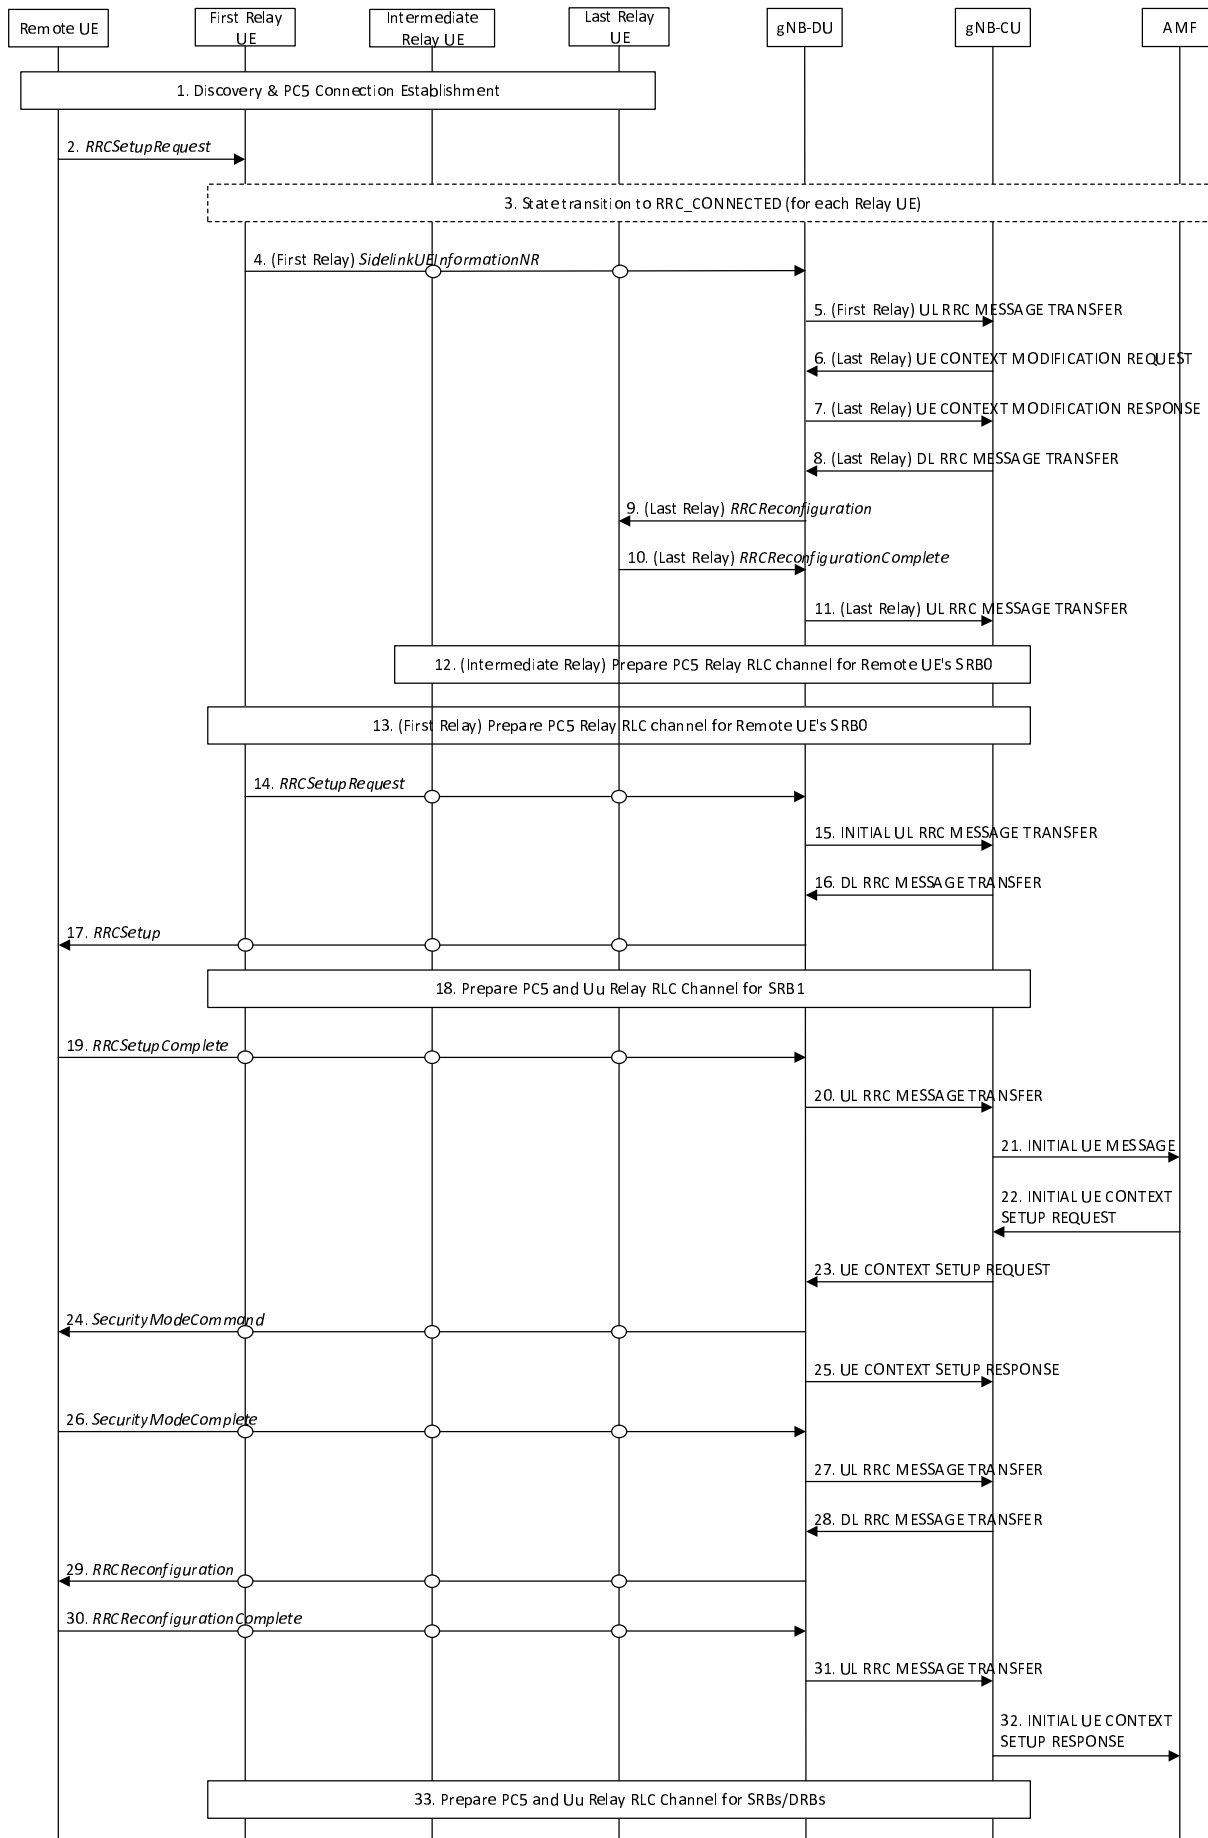 Remote UE
First Relay
UE
Intermediate
Relay UE
Last Relay
UE
gNB-DU
gNB-CU
AMF
1. Discovery & PC5 Connection Establishment
2. RRCSetupRequest
3. State transition to RRC_CONNECTED (for each Relay UE)
4. (First Relay) SidelinkUEInformationNR
5. (First Relay) UL RRC MESSAGE TRANSFER
6. (Last Relay) UE CONTEXT MODIFICATION REQUEST
7. (Last Relay) UE CONTEXT MODIFICATION RESPONSE
8. (Last Relay) DL RRC MESSAGE TRANSFER
9. (Last Relay) RRCReconfiguration
10. (Last Relay) RRCReconfigurationComplete
11. (Last Relay) UL RRC MESSAGE TRANSFER
12. (Intermediate Relay) Prepare PC5 Relay RLC channel for Remote UE's SRB0
13. (First Relay) Prepare PC5 Relay RLC channel for Remote UE's SRB0
14. RRCSetupRequest
15. INITIAL UL RRC MESSAGE TRANSFER
16. DL RRC MESSAGE TRANSFER
17. RRCSetup
18. Prepare PC5 and Uu Relay RLC Channel for SRB1
19. RRCSetupComplete
20. UL RRC MESSAGE TRANSFER
21. INITIAL UE MESSAGE
22. INITIAL UE CONTEXT
SETUP REQUEST
23. UE CONTEXT SETUP REQUEST
24. SecurityModeCommand
25. UE CONTEXT SETUP RESPONSE
26. SecurityModeComplete
27. UL RRC MESSAGE TRANSFER
28. DL RRC MESSAGE TRANSFER
29. RRCReconfiguration
30. RRCReconfigurationComplete
31. UL RRC MESSAGE TRANSFER
32. INITIAL UE CONTEXT
SETUP RESPONSE
33. Prepare PC5 and Uu Relay RLC Channel for SRBs/DRBs